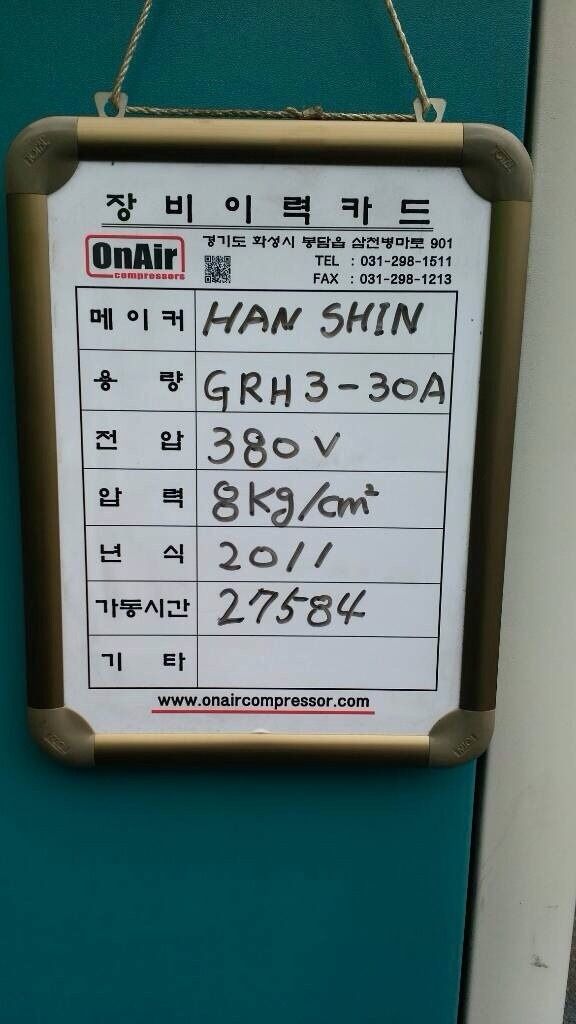 장비이력카드
OnAir
compressors
경기도 화성시 봉담읍 삼천병마로 901
TEL : 031-298-1511
FAX : 031-298-1213
메이커 HAN SHIN
용량 GRH3-30A
전압 380V
압력 8kg/cm²
년식 2011
가동시간 27584
기타
www.onaircompressor.com